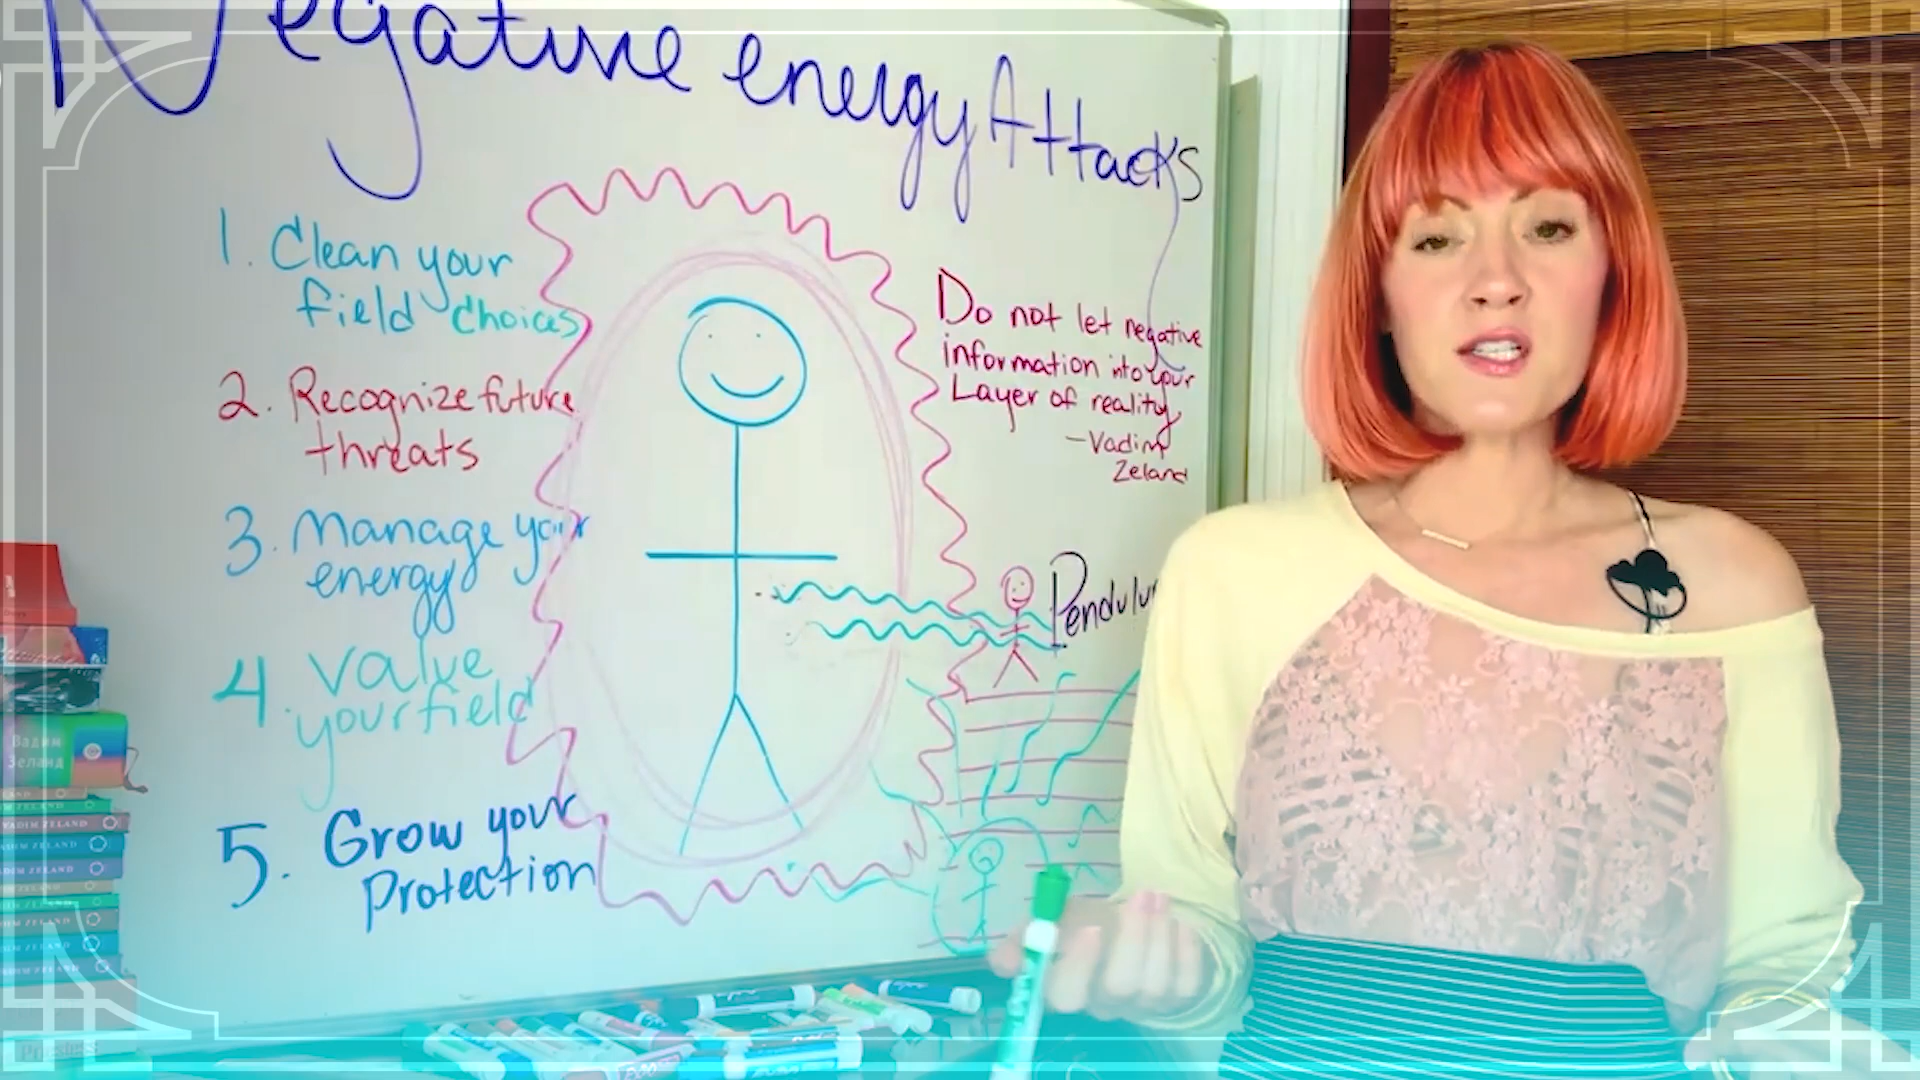 Negative energy Attacks
1. Clean your
field choices
2. Recognize future
threats
3. Manage your
energy
4. Value
your field
5. Grow your
Protection
Do not let negative
information into your
Layer of reality
-Vadim
Zeland
Вадим
Зеланд
VADIM ZELAND